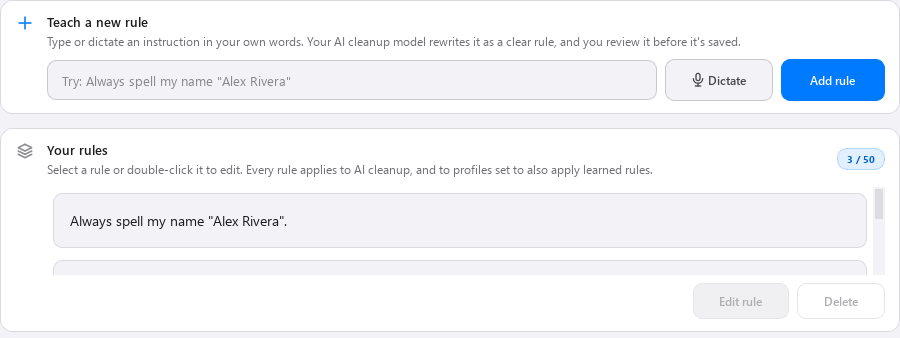 Teach a new rule
Type or dictate an instruction in your own words. Your AI cleanup model rewrites it as a clear rule, and you review it before it's saved.
Try: Always spell my name "Alex Rivera"
Dictate
Add rule
Your rules
Select a rule or double-click it to edit. Every rule applies to AI cleanup, and to profiles set to also apply learned rules.
3 / 50
Always spell my name "Alex Rivera".
Edit rule
Delete